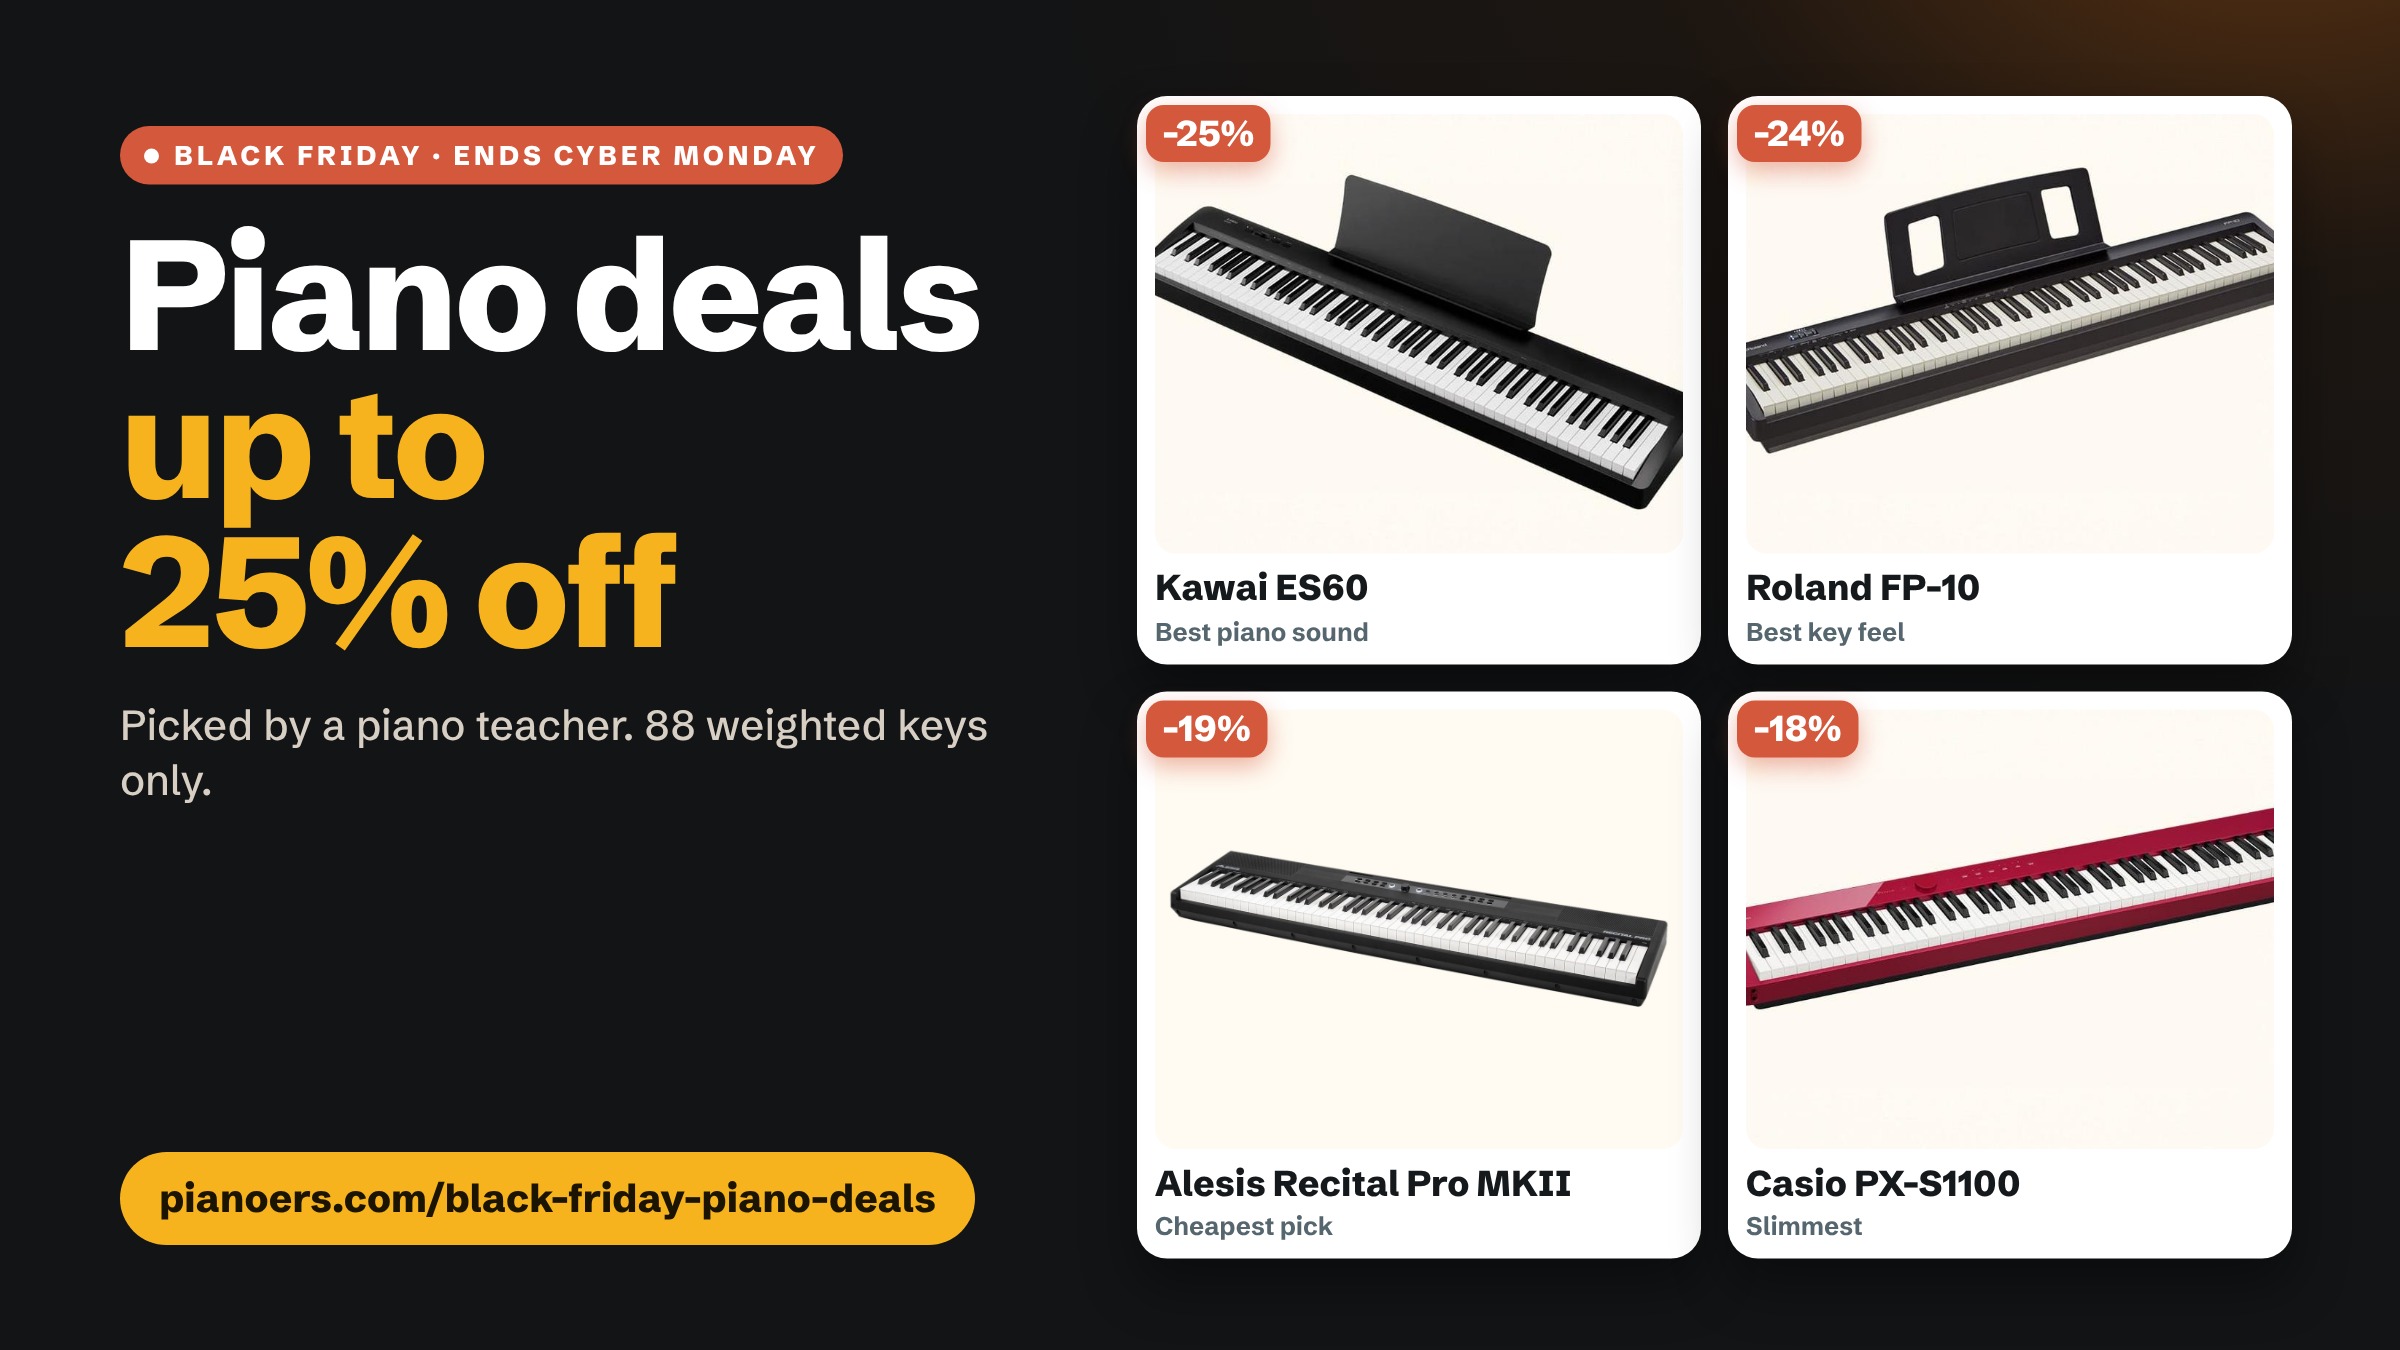 BLACK FRIDAY · ENDS CYBER MONDAY
Piano deals
up to
25% off
Picked by a piano teacher. 88 weighted keys
only.
pianoers.com/black-friday-piano-deals
-25%
Kawai ES60
Best piano sound
-24%
Roland FP-10
Best key feel
-19%
Alesis Recital Pro MKII
Cheapest pick
-18%
Casio PX-S1100
Slimmest